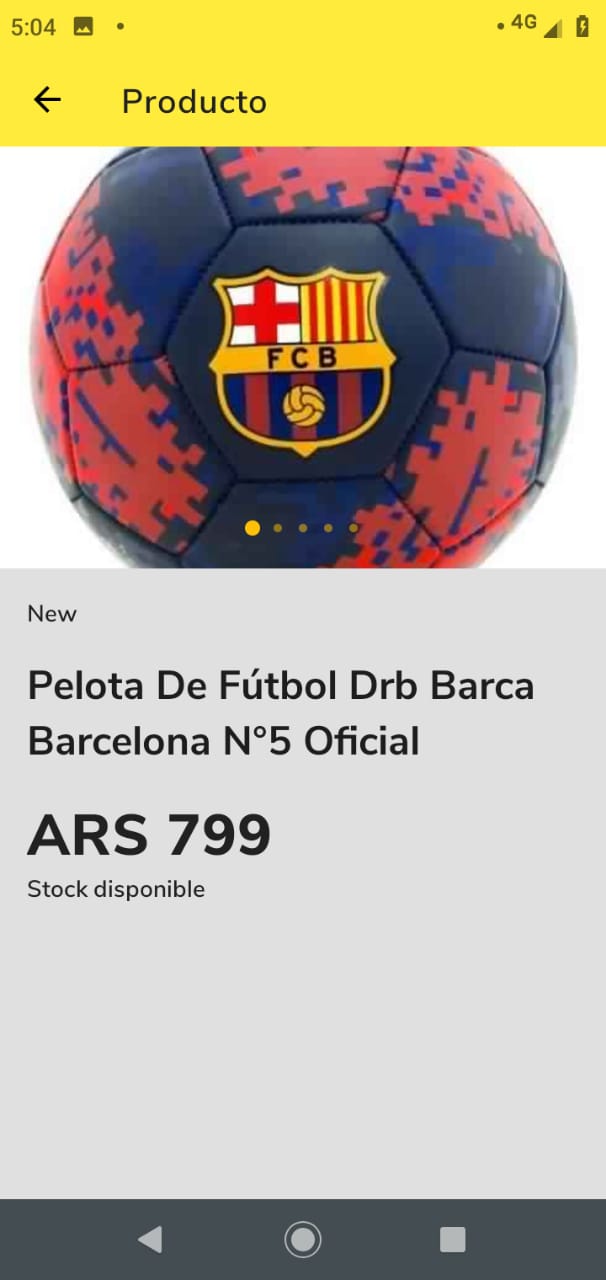 5:04
4G
Producto
FCB
New
Pelota De Fútbol Drb Barca
Barcelona N°5 Oficial
ARS 799
Stock disponible